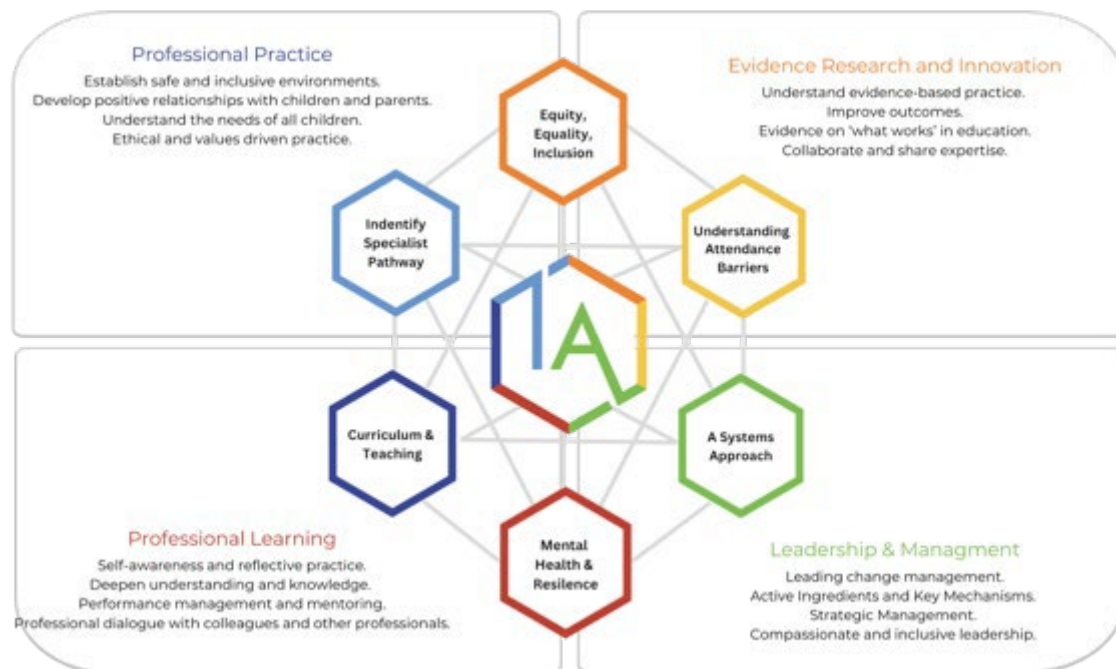 Professional Practice
Establish safe and inclusive environments.
Develop positive relationships with children and parents.
Understand the needs of all children.
Ethical and values driven practice.
Evidence Research and Innovation
Understand evidence-based practice.
Improve outcomes.
Evidence on 'what works' in education.
Collaborate and share expertise.
Equity,
Equality,
Inclusion
Indentify
Specialist
Pathway
Understanding
Attendance
Barriers
1A
Curriculum &
Teaching
A Systems
Approach
Mental
Health &
Resilence
Professional Learning
Self-awareness and reflective practice.
Deepen understanding and knowledge.
Performance management and mentoring.
Professional dialogue with colleagues and other professionals.
Leadership & Managment
Leading change management.
Active Ingredients and Key Mechanisms.
Strategic Management.
Compassionate and inclusive leadership.